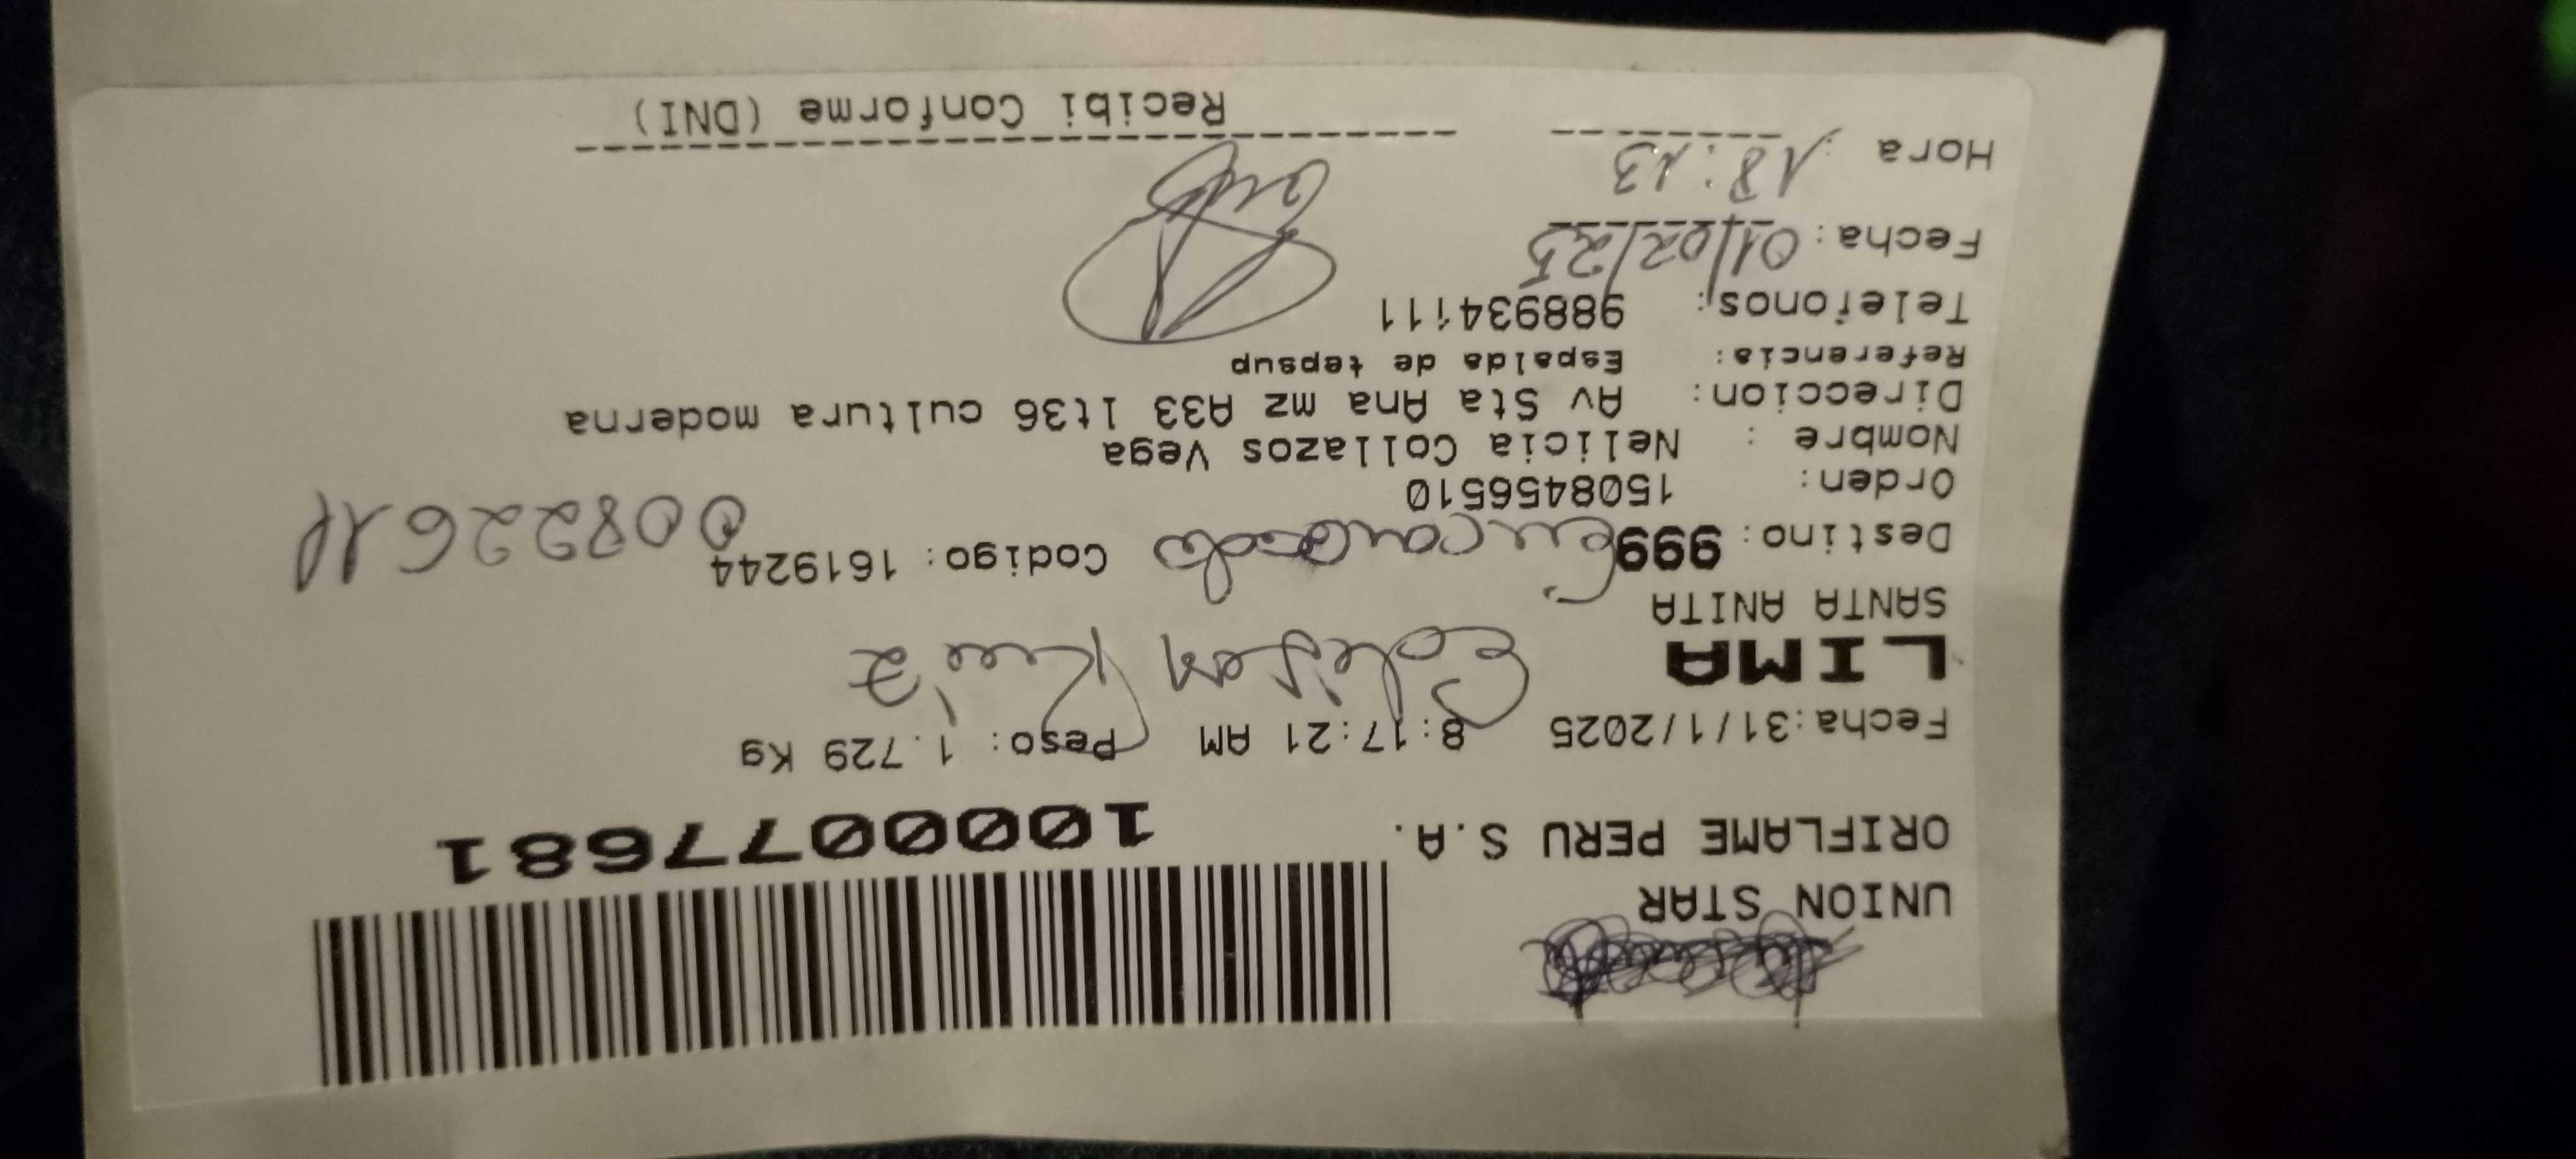 UNION STAR
ORIFLAME PERU S.A.
1000077681
Fecha:31/1/2025 8:17:21 AM Peso: 1.729 Kg
LIMA
SANTA ANITA
Destino: 999 Codigo: 1619244
Orden: 1508456510
Nombre : Nelicia Collazos Vega
Direccion: Av Sta Ana mz A33 lt36 cultura moderna
Referencia: Espalda de tepsup
Telefonos: 988934111
Fecha: 01/02/25
Hora : 18:13
Recibi Conforme (DNI)